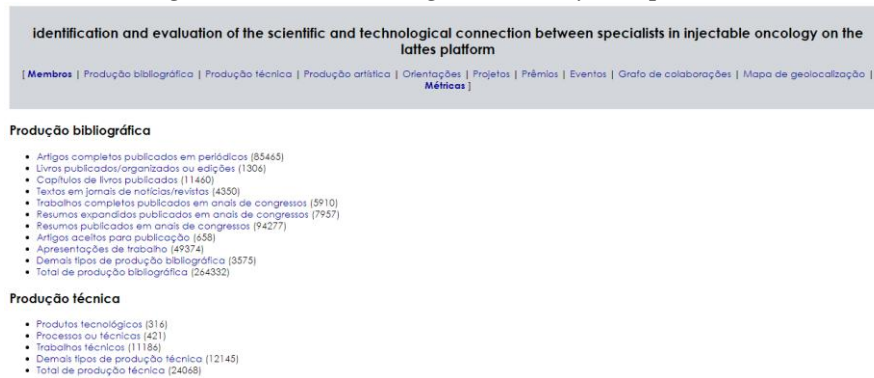 identification and evaluation of the scientific and technological connection between specialists in injectable oncology on the
lattes platform
[ Membros | Produção bibliográfica | Produção técnica | Produção artística | Orientações | Projetos | Prêmios | Eventos | Grafo de colaborações | Mapa de geolocalização |
Métricas ]
Produção bibliográfica
• Artigos completos publicados em periódicos (85465)
• Livros publicados/organizados ou edições (1306)
• Capítulos de livros publicados (11460)
• Textos em jornais de notícias/revistas (4350)
• Trabalhos completos publicados em anais de congressos (5910)
• Resumos expandidos publicados em anais de congressos (7957)
• Resumos publicados em anais de congressos (94277)
• Artigos aceitos para publicação (658)
• Apresentações de trabalho (49374)
• Demais tipos de produção bibliográfica (3575)
• Total de produção bibliográfica (264332)
Produção técnica
• Produtos tecnológicos (316)
• Processos ou técnicas (421)
• Trabalhos técnicos (11186)
• Demais tipos de produção técnica (12145)
• Total de produção técnica (24068)